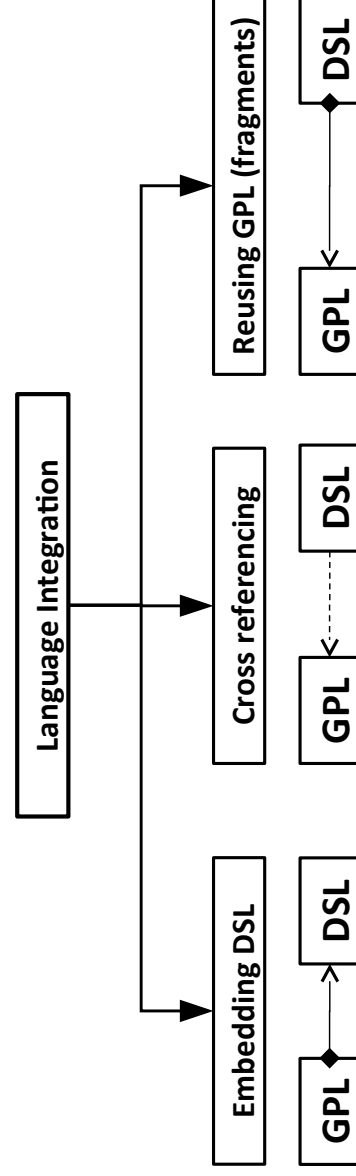 Language Integration
Embedding DSL
Cross referencing
Reusing GPL (fragments)
GPL
DSL
GPL
DSL
GPL
DSL